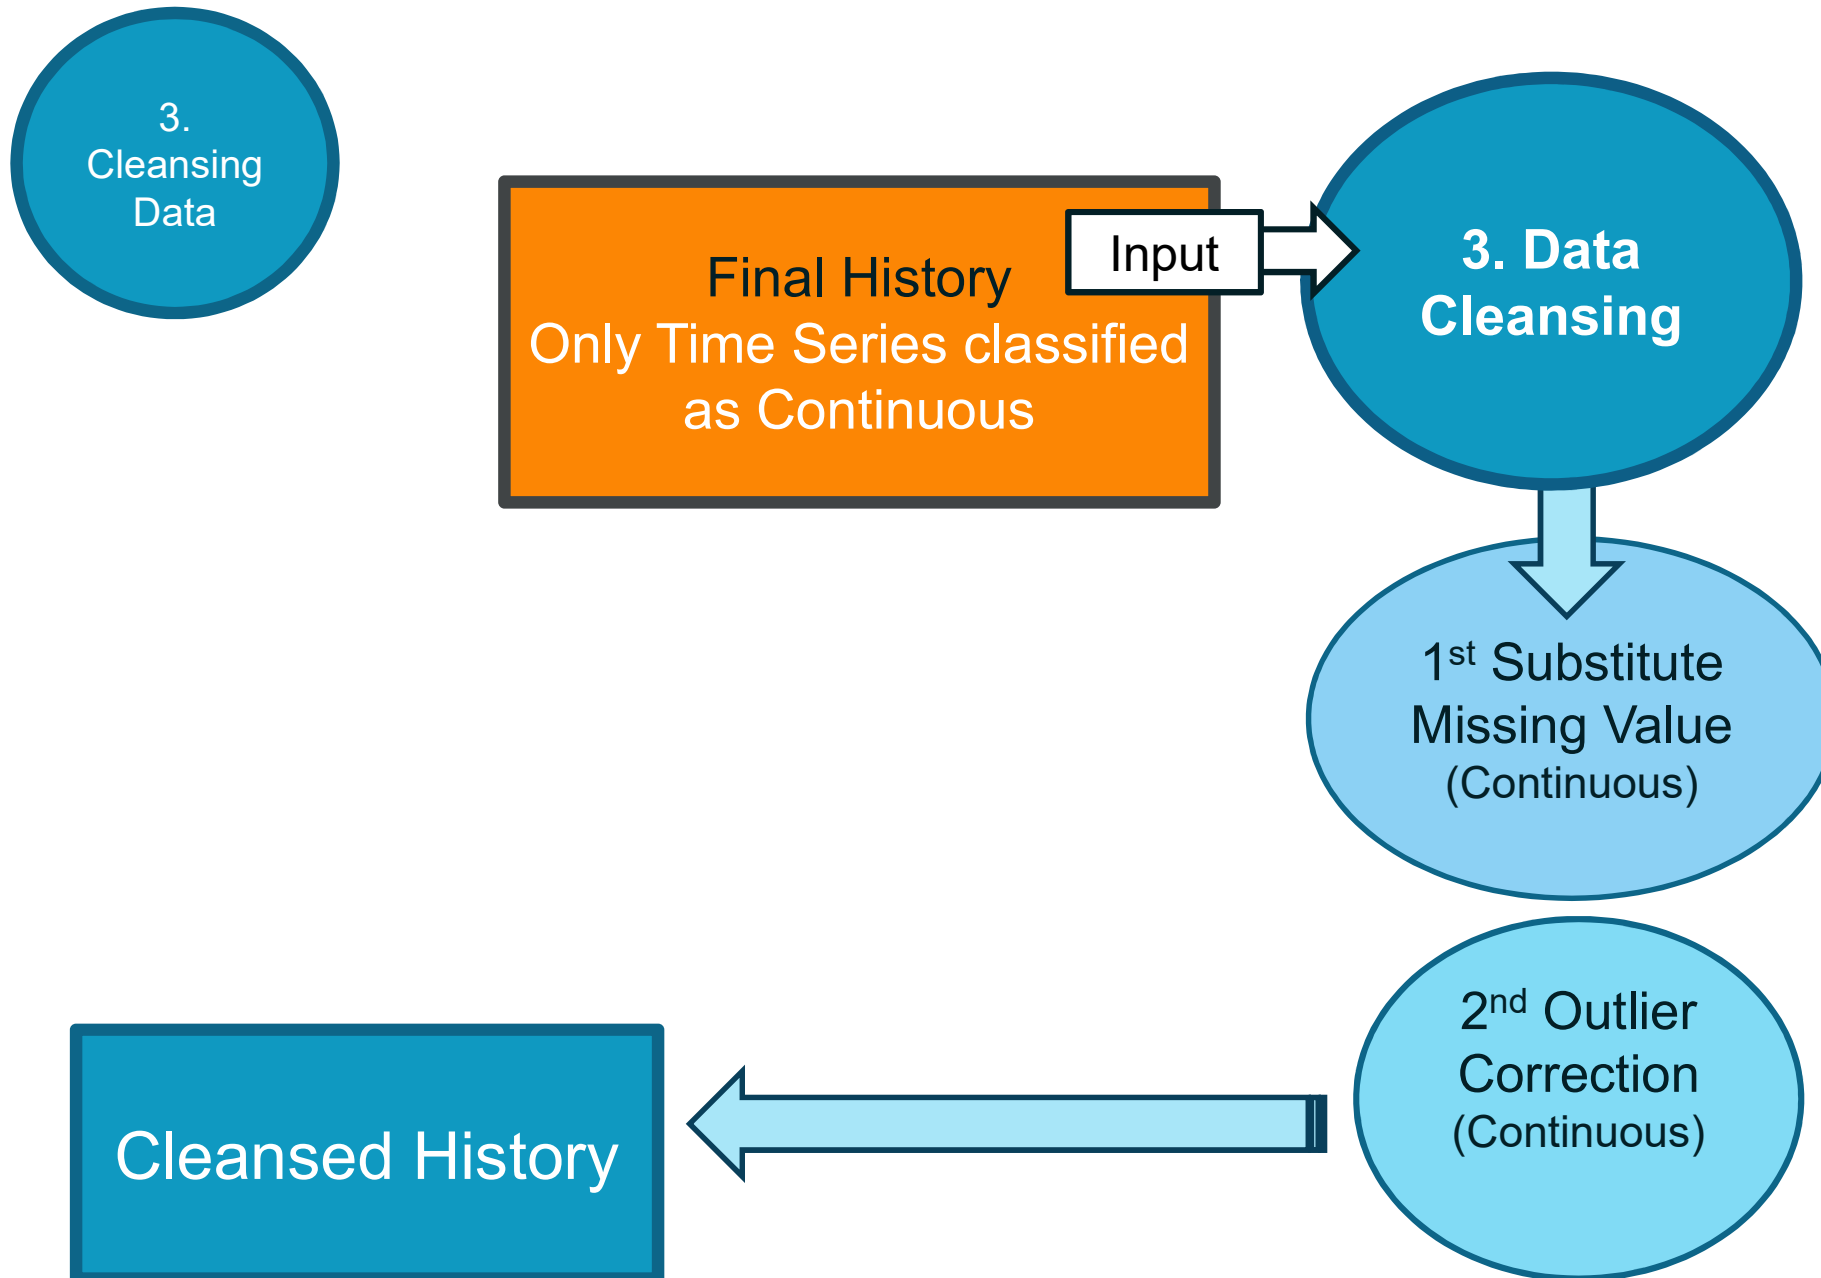 3.
Cleansing
Data
Final History
Only Time Series classified
as Continuous
Input
3. Data
Cleansing
1st Substitute
Missing Value
(Continuous)
2nd Outlier
Correction
(Continuous)
Cleansed History